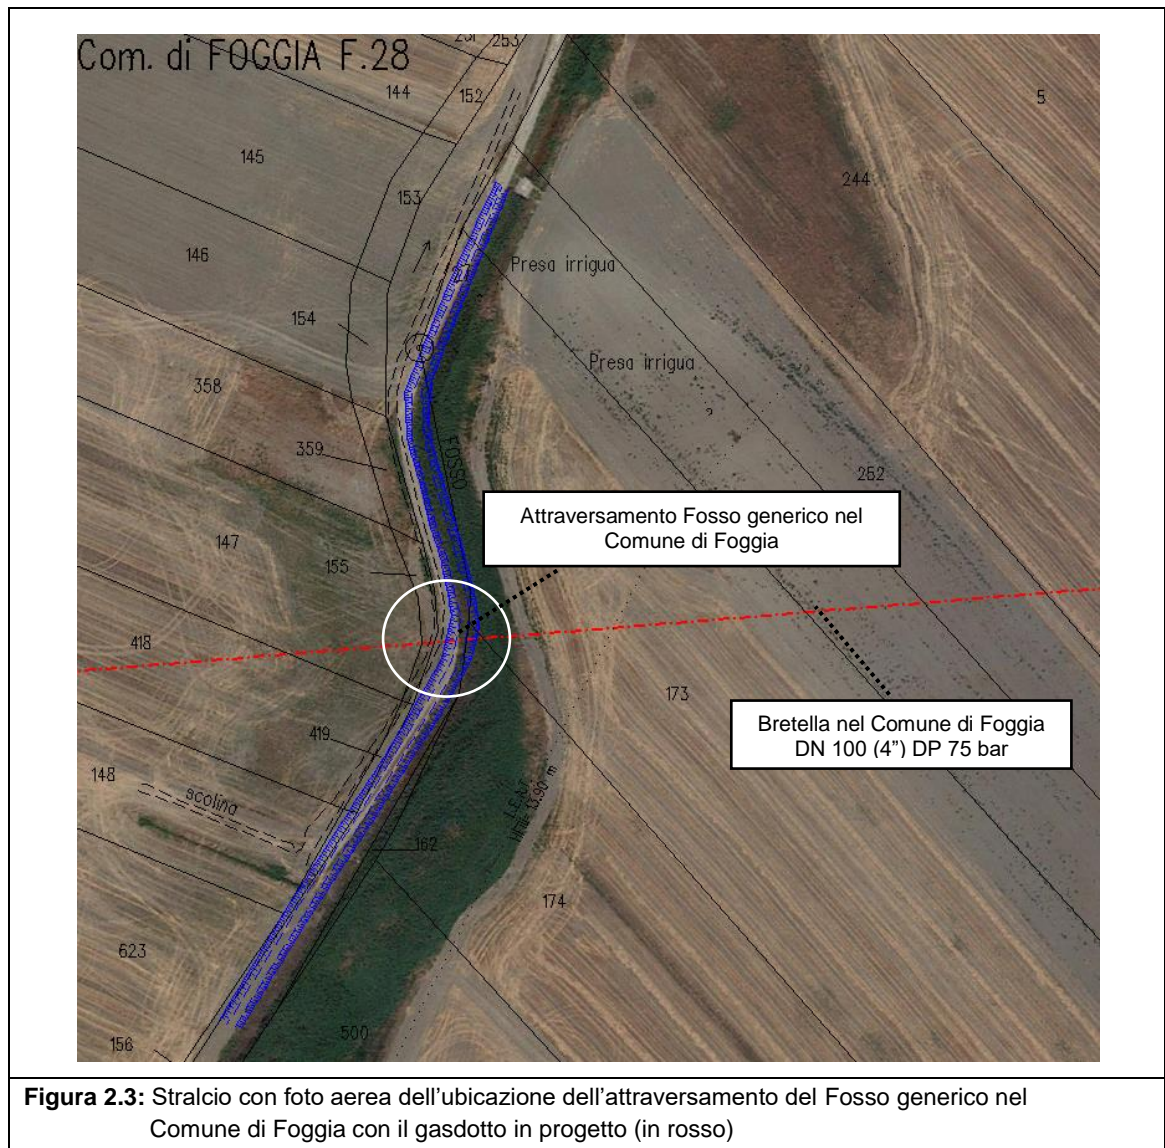 Com. di FOGGIA F.28
253
144
152
5
145
153
244
146
Presa irrigua
154
Presa irrigua
358
359
FOSSO
252
Attraversamento Fosso generico nel
Comune di Foggia
147
155
418
173
419
Bretella nel Comune di Foggia
DN 100 (4") DP 75 bar
148
scolina
162
174
623
500
156
Figura 2.3: Stralcio con foto aerea dell'ubicazione dell'attraversamento del Fosso generico nel
Comune di Foggia con il gasdotto in progetto (in rosso)